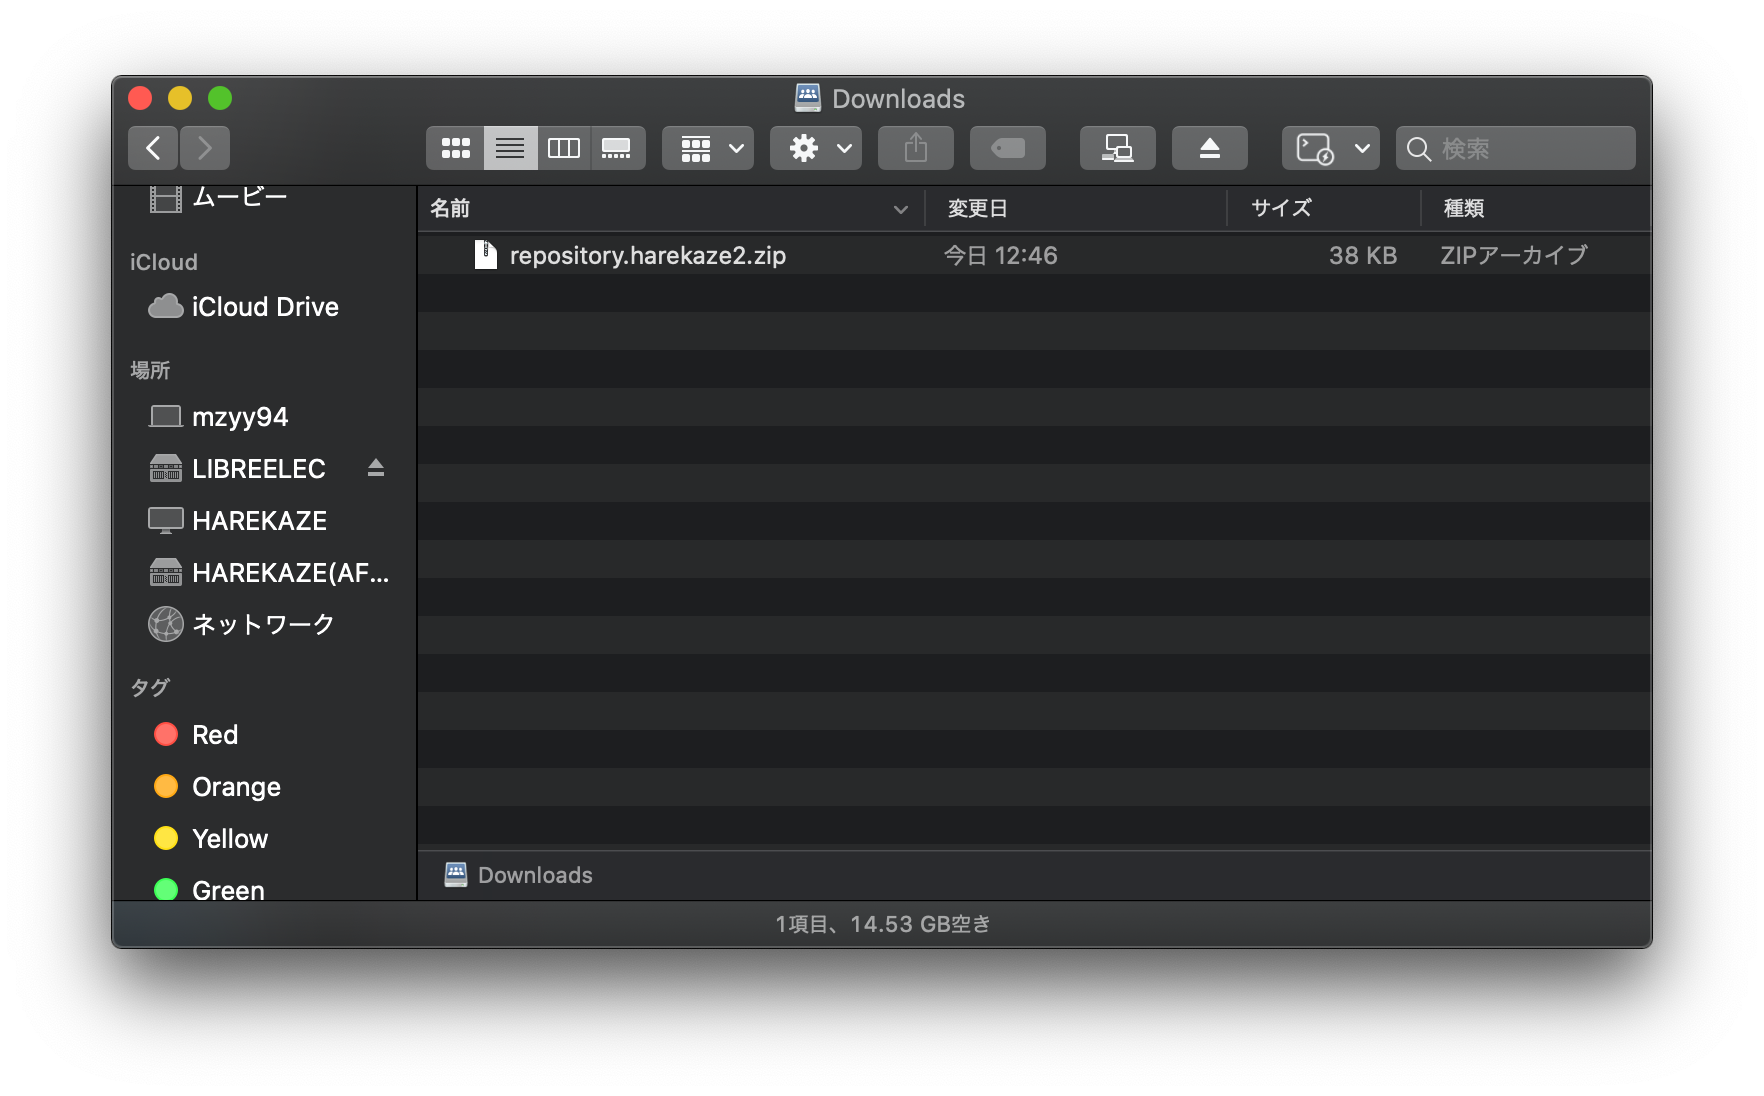 Downloads
検索
ムービー
iCloud
iCloud Drive
場所
mzyy94
LIBREELEC
HAREKAZE
HAREKAZE(AF...
ネットワーク
タグ
Red
Orange
Yellow
Green
名前 変更日 サイズ 種類
repository.harekaze2.zip 今日 12:46 38 KB ZIPアーカイブ
Downloads
1項目、14.53 GB空き